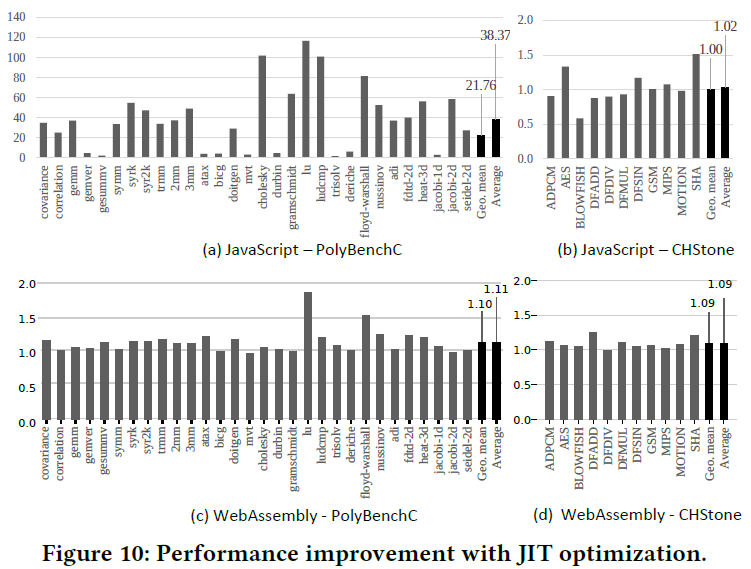 140
120
100
80
60
40
20
0
38.37
21.76
covariance
correlation
gemm
gemver
gesummv
symm
syrk
syr2k
trmm
2mm
3mm
atax
bicg
doitgen
mvt
cholesky
durbin
gramschmidt
lu
ludcmp
trisolv
deriche
floyd-warshall
nussinov
adi
fdtd-2d
heat-3d
jacobi-1d
jacobi-2d
seidel-2d
Geo. mean
Average
(a) JavaScript – PolyBenchC
2.0
1.5
1.0
0.5
0.0
1.02
1.00
ADPCM
AES
BLOWFISH
DFADD
DFDIV
DFMUL
DFSIN
GSM
MIPS
MOTION
SHA
Geo. mean
Average
(b) JavaScript – CHStone
2.0
1.5
1.0
0.5
0.0
1.11
1.10
covariance
correlation
gemm
gemver
gesummv
symm
syrk
syr2k
trmm
2mm
3mm
atax
bicg
doitgen
mvt
cholesky
durbin
gramschmidt
lu
ludcmp
trisolv
deriche
floyd-warshall
nussinov
adi
fdtd-2d
heat-3d
jacobi-1d
jacobi-2d
seidel-2d
Geo. mean
Average
(c) WebAssembly - PolyBenchC
2.0
1.5
1.0
0.5
0.0
1.09
1.09
ADPCM
AES
BLOWFISH
DFADD
DFDIV
DFMUL
DFSIN
GSM
MIPS
MOTION
SHA
Geo. mean
Average
(d) WebAssembly - CHStone
Figure 10: Performance improvement with JIT optimization.